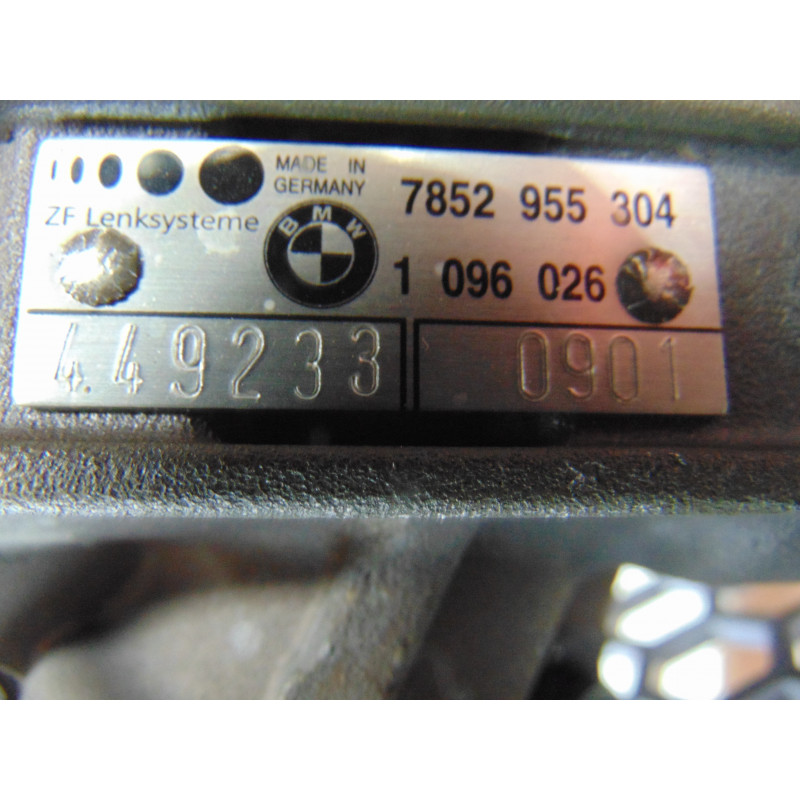 MADE IN
GERMANY
7852 955 304
ZF Lenksysteme
BMW
1 096 026
449233
0901